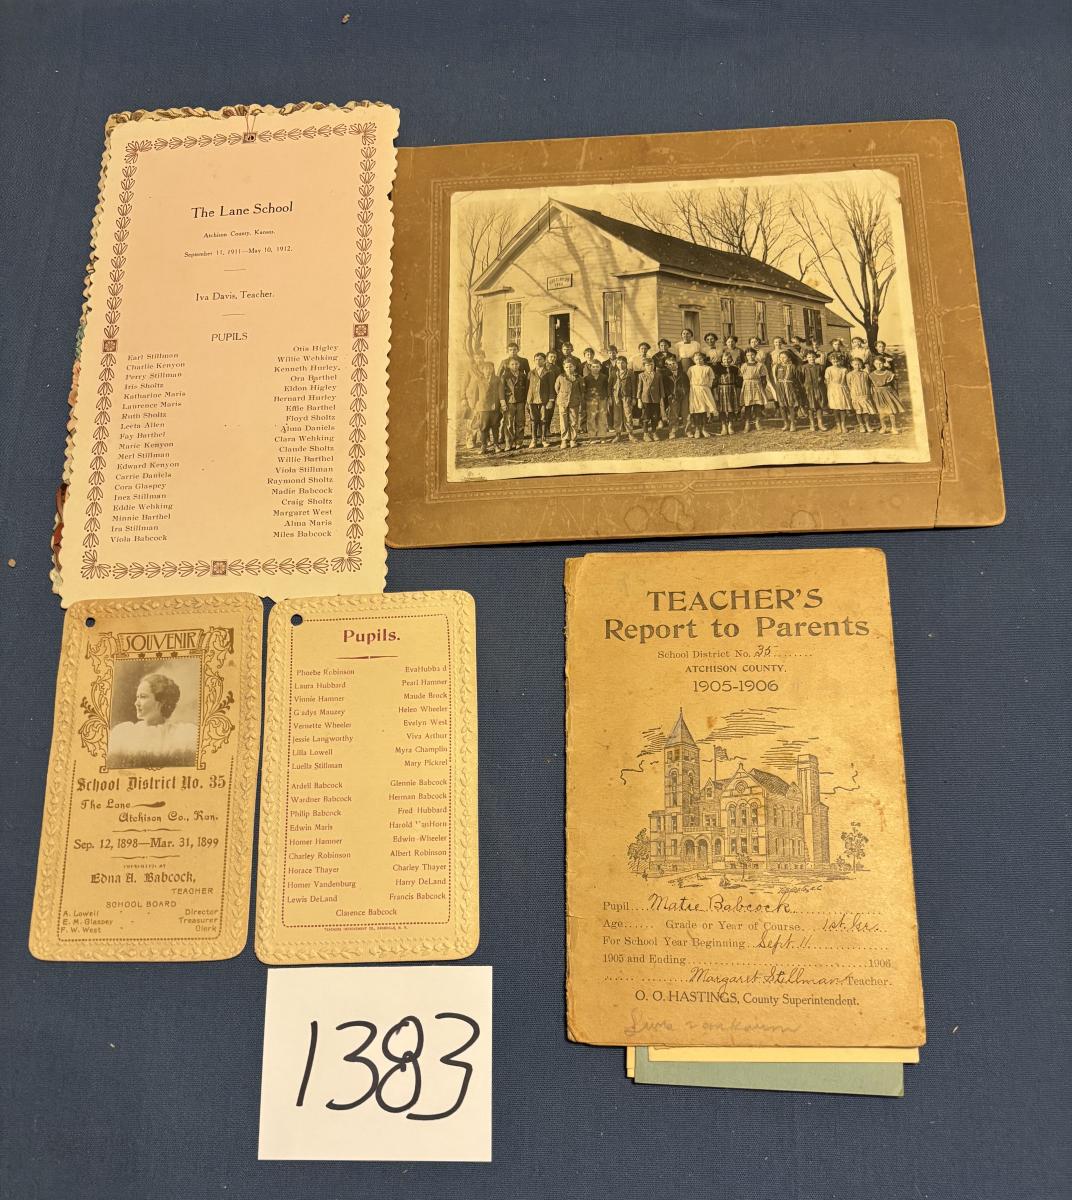 The Lane School
Atchison County, Kansas.
September 11, 1911—May 10, 1912.
Iva Davis, Teacher.
PUPILS
Earl Stillman
Charlie Kenyon
Perry Stillman
Iris Sholtz
Katharine Maris
Laurence Maris
Ruth Sholtz
Leeta Allen
Fay Barthel
Marie Kenyon
Merl Stillman
Edward Kenyon
Carrie Daniels
Cora Glaspey
Inez Stillman
Eddie Wehking
Minnie Barthel
Ira Stillman
Viola Babcock
Otis Higley
Willie Wehking
Kenneth Hurley
Ora Barthel
Eldon Higley
Bernard Hurley
Effie Barthel
Floyd Sholtz
Alma Daniels
Clara Wehking
Claude Sholtz
Willie Barthel
Viola Stillman
Raymond Sholtz
Madie Babcock
Craig Sholtz
Margaret West
Alma Maris
Miles Babcock
SOUVENIR
School District No. 35
The Lane
Atchison Co., Kan.
Sep. 12, 1898—Mar. 31, 1899
PRESENTED BY
Edna A. Babcock,
TEACHER
SCHOOL BOARD
A. Lowell Director
E. M. Glaspey Treasurer
F. W. West Clerk
Pupils.
Phoebe Robinson
Laura Hubbard
Vinnie Hamner
Gladys Mauzey
Vernette Wheeler
Jessie Langworthy
Lilla Lowell
Luella Stillman
Ardell Babcock
Wardner Babcock
Philip Babcock
Edwin Maris
Homer Hamner
Charley Robinson
Horace Thayer
Homer Vandenburg
Lewis DeLand
Eva Hubbard
Pearl Hamner
Maude Brock
Helen Wheeler
Evelyn West
Viva Arthur
Myra Champlin
Mary Pickrel
Glennie Babcock
Herman Babcock
Fred Hubbard
Harold VanHorn
Edwin Wheeler
Albert Robinson
Charley Thayer
Harry DeLand
Francis Babcock
Clarence Babcock
TEACHER'S
Report to Parents
School District No. 35
ATCHISON COUNTY.
1905-1906
Pupil Matie Babcock
Age Grade or Year of Course 1st Gr.
For School Year Beginning Sept. 11
1905 and Ending 1906
Margaret Stillman, Teacher.
O. O. HASTINGS, County Superintendent.
1383